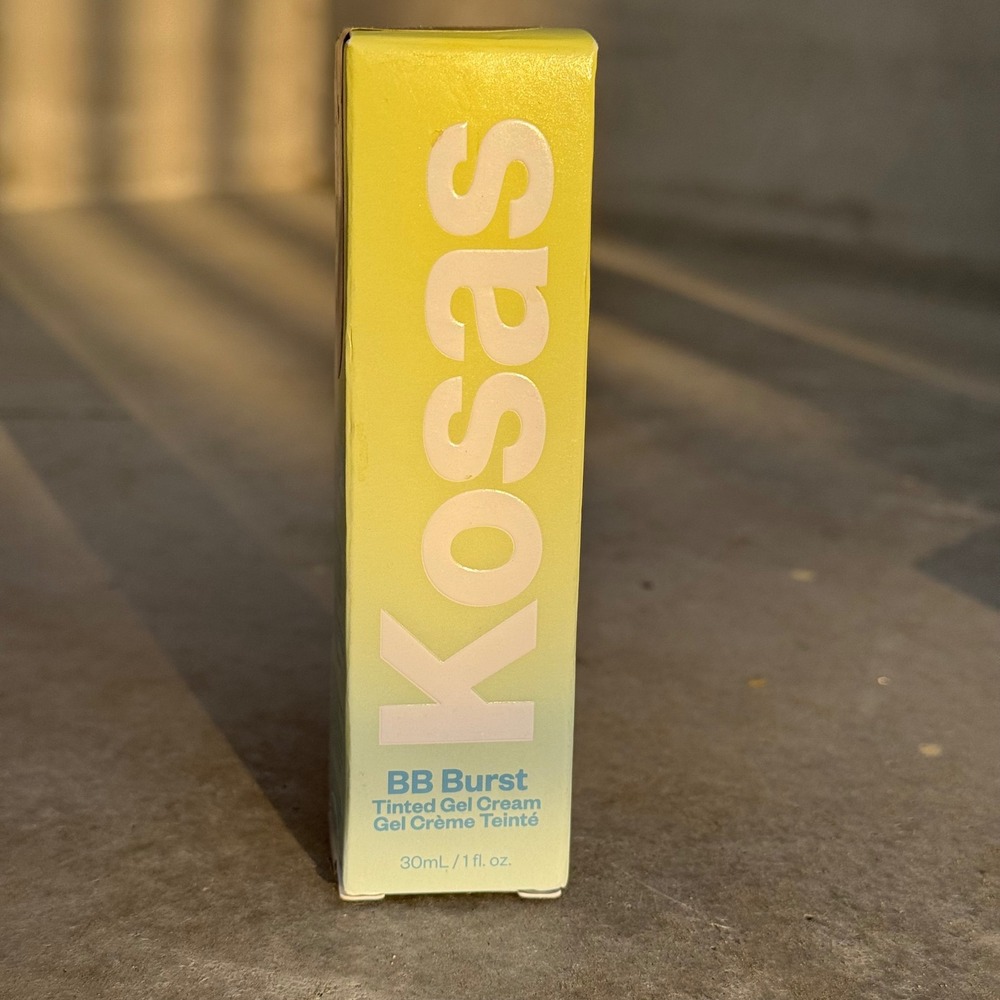 Kosas
BB Burst
Tinted Gel Cream
Gel Crème Teinté
30mL / 1 fl. oz.